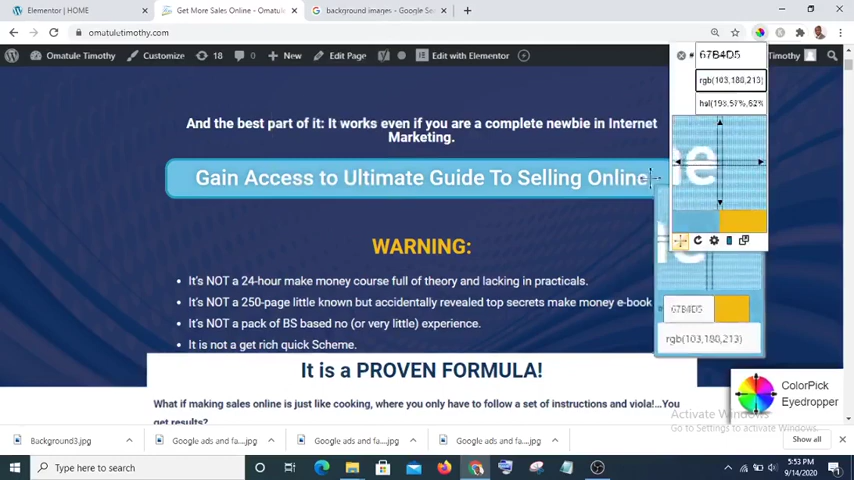 Elementor | HOME
Get More Sales Online - Omatule
background images - Google Se
omatuletimothy.com
Omatule Timothy
Customize
18
0
New
Edit Page
Edit with Elementor
Timothy
67B4D5
rgb(103,180,213)
And the best part of it: It works even if you are a complete newbie in Internet
Marketing.
Gain Access to Ultimate Guide To Selling Online
WARNING:
It's NOT a 24-hour make money course full of theory and lacking in practicals.
It's NOT a 250-page little known but accidentally revealed top secrets make money e-book
It's NOT a pack of BS based no (or very little) experience.
It is not a get rich quick Scheme.
# 67B4D5
rgb(103,180,213)
It is a PROVEN FORMULA!
What if making sales online is just like cooking, where you only have to follow a set of instructions and viola!...You
get results?
ColorPick
Eyedropper
Activate Windows
Go to Settings to activate Windows.
Background3.jpg
Google ads and fa....jpg
Google ads and fa....jpg
Google ads and fa....jpg
Show all
Type here to search
5:53 PM
9/14/2020